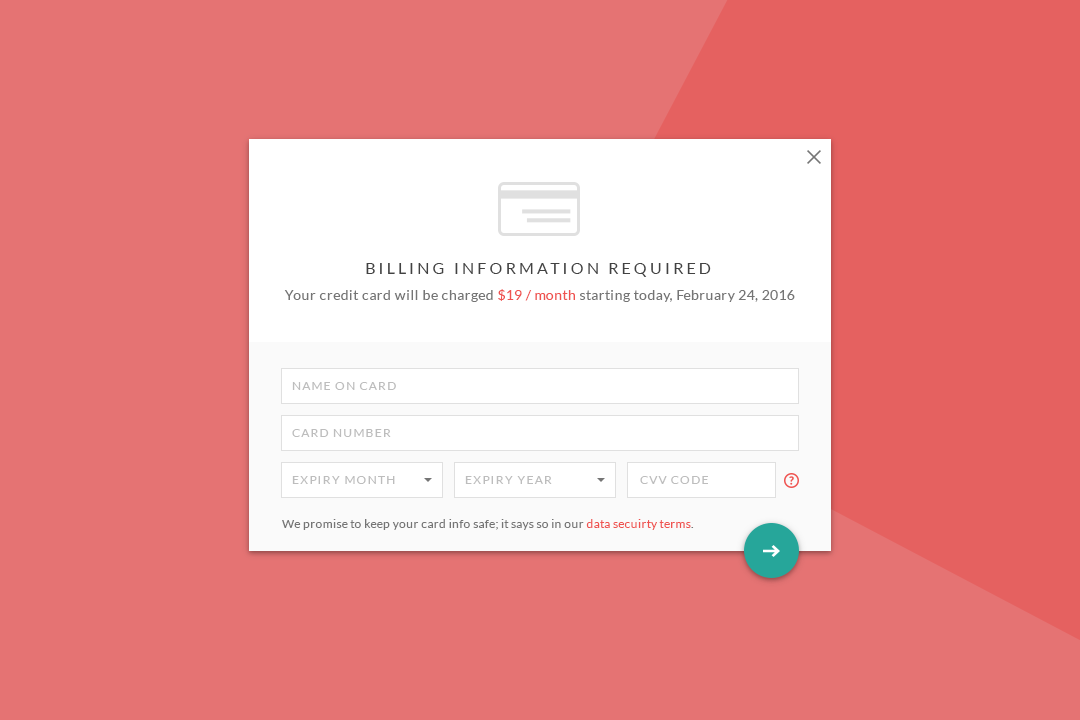 BILLING INFORMATION REQUIRED
Your credit card will be charged $19 / month starting today, February 24, 2016
NAME ON CARD
CARD NUMBER
EXPIRY MONTH
EXPIRY YEAR
CVV CODE
?
We promise to keep your card info safe; it says so in our data secuirty terms.